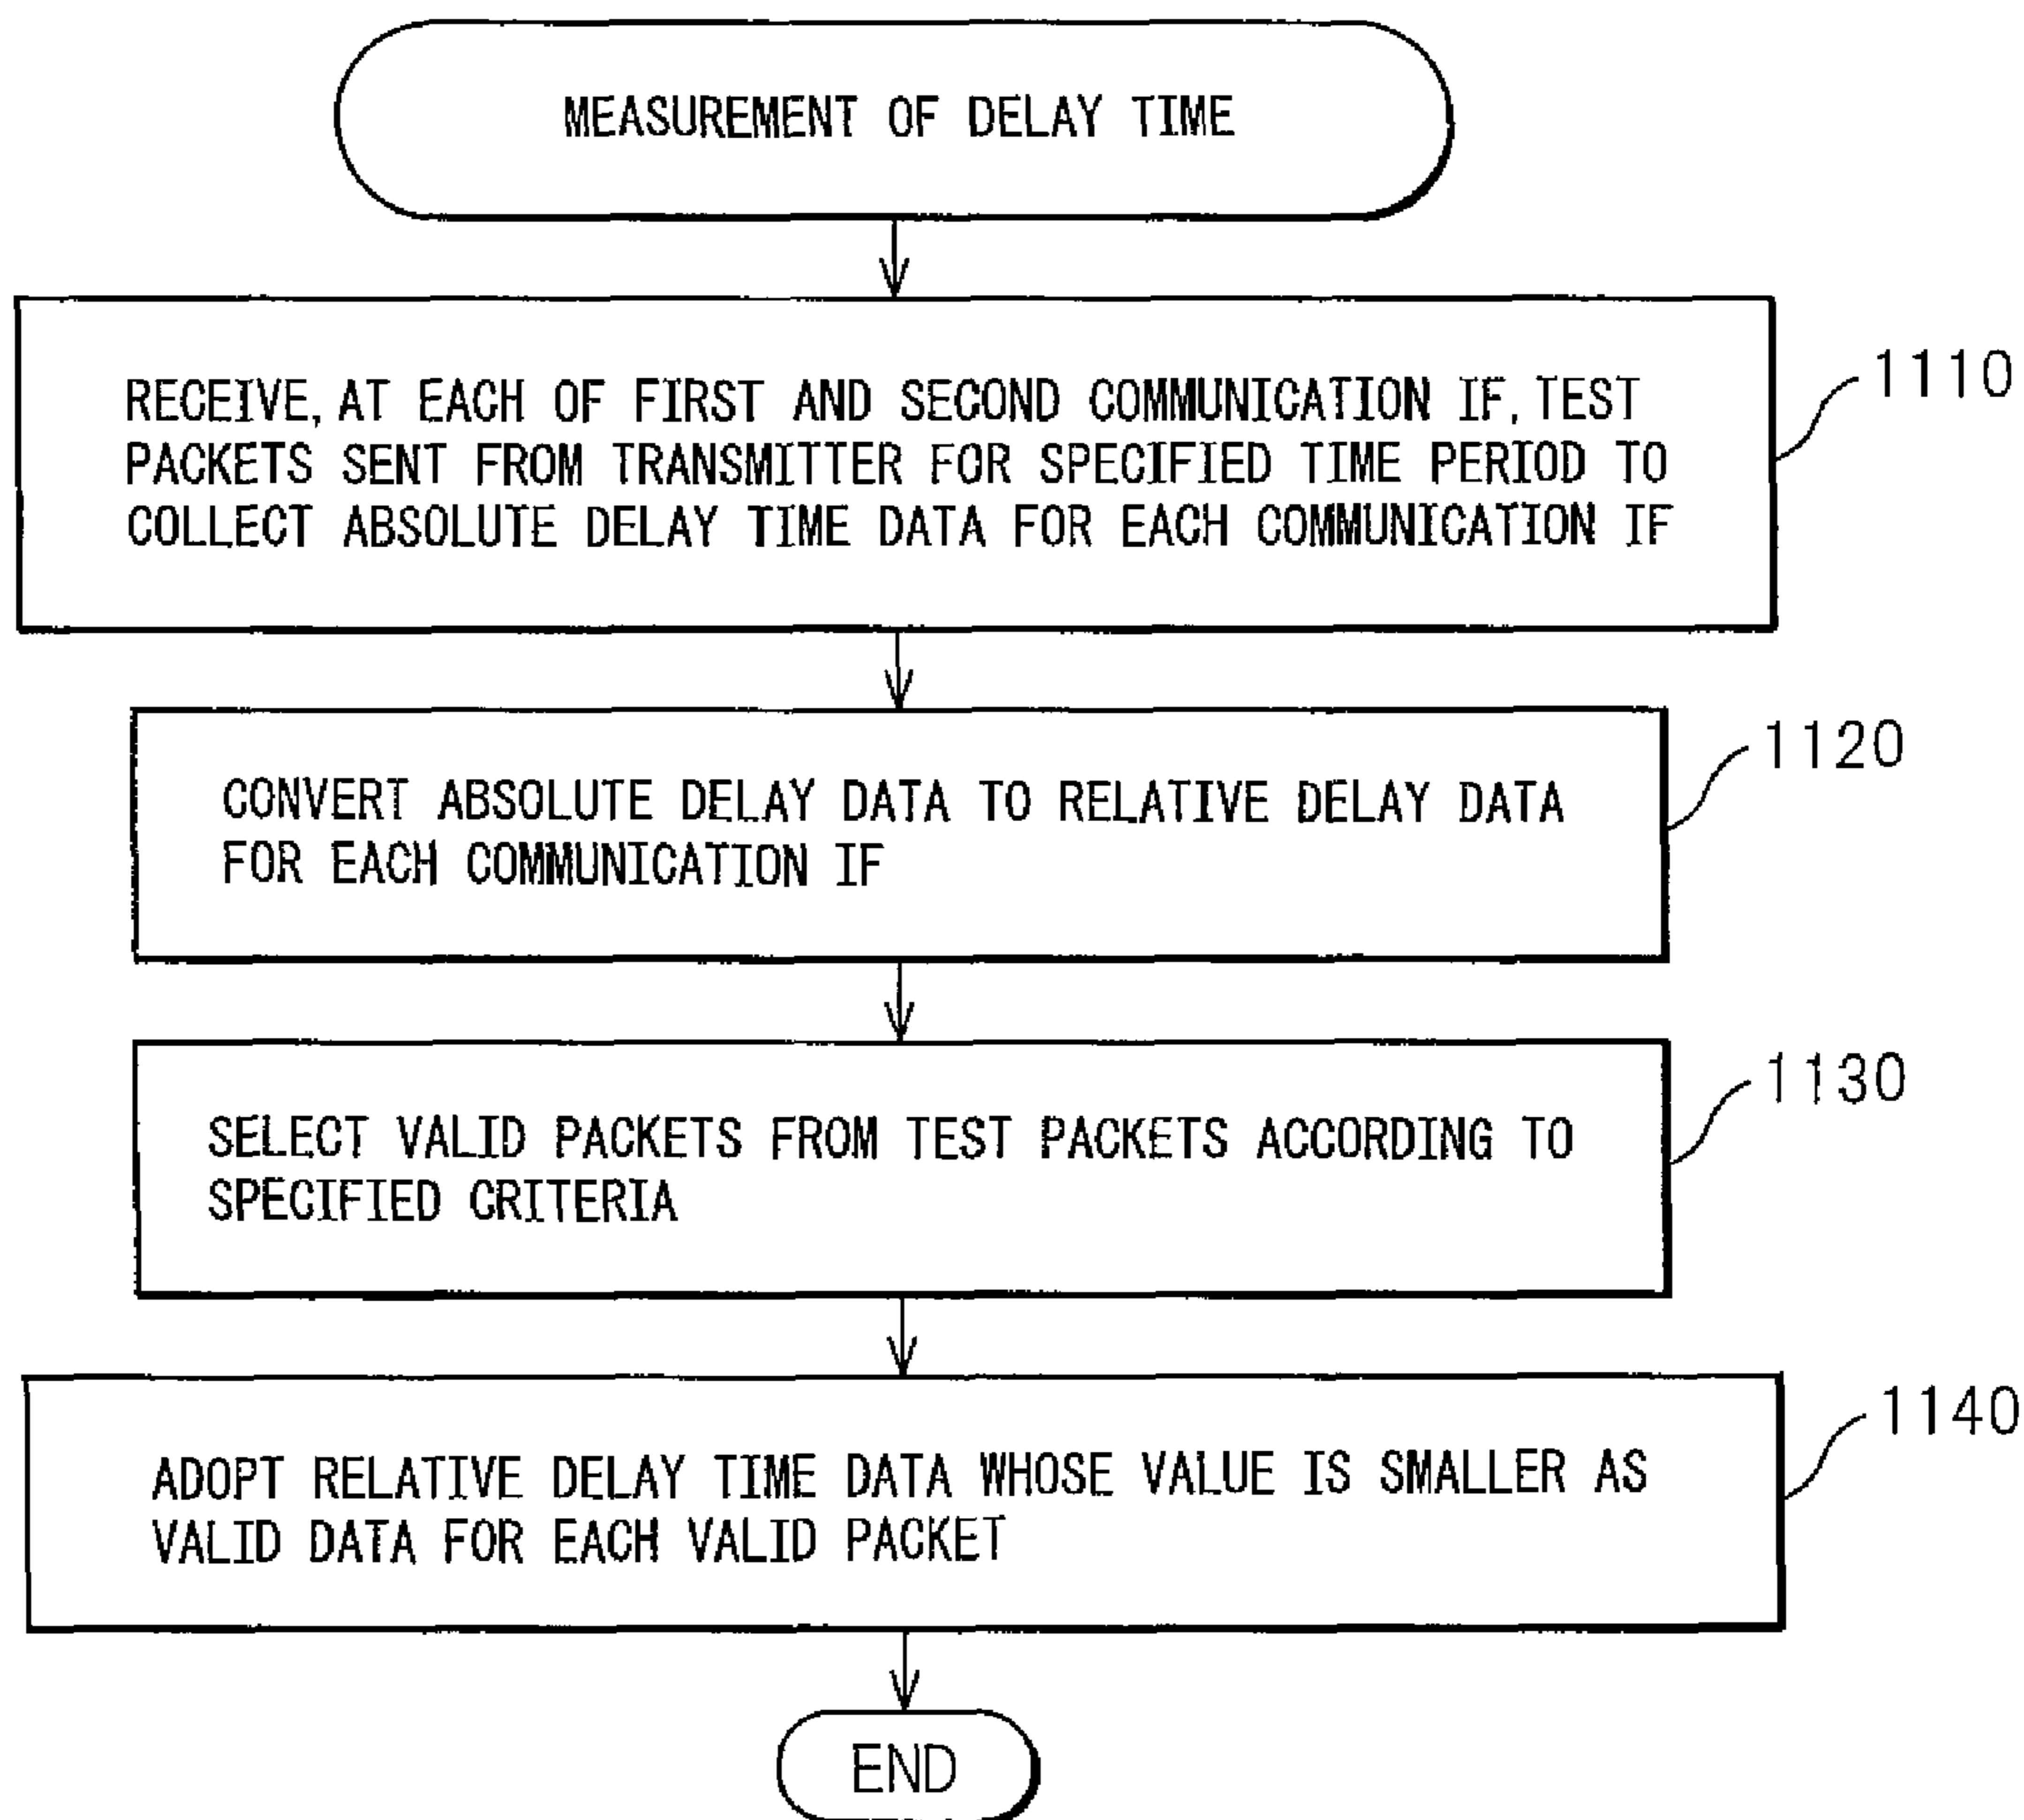 MEASUREMENT OF DELAY TIME
RECEIVE, AT EACH OF FIRST AND SECOND COMMUNICATION IF, TEST
PACKETS SENT FROM TRANSMITTER FOR SPECIFIED TIME PERIOD TO
COLLECT ABSOLUTE DELAY TIME DATA FOR EACH COMMUNICATION IF
1110
CONVERT ABSOLUTE DELAY DATA TO RELATIVE DELAY DATA
FOR EACH COMMUNICATION IF
1120
SELECT VALID PACKETS FROM TEST PACKETS ACCORDING TO
SPECIFIED CRITERIA
1130
ADOPT RELATIVE DELAY TIME DATA WHOSE VALUE IS SMALLER AS
VALID DATA FOR EACH VALID PACKET
1140
END